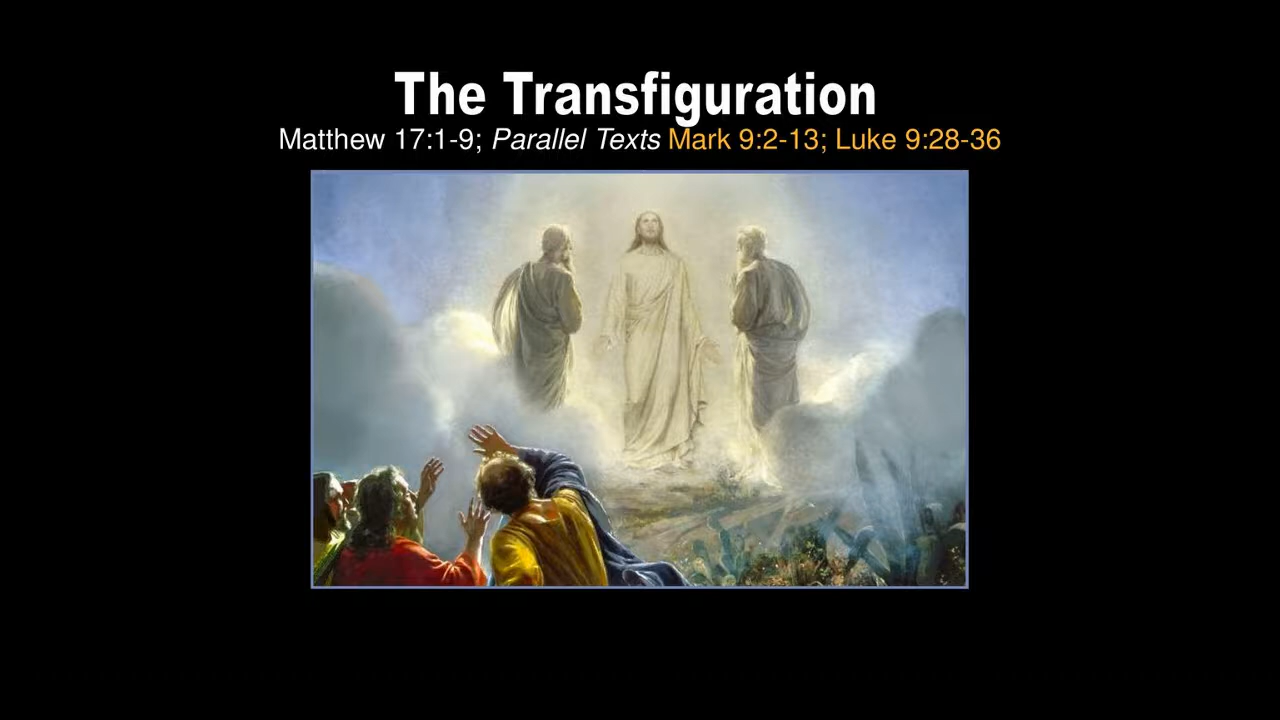 The Transfiguration
Matthew 17:1-9; Parallel Texts Mark 9:2-13; Luke 9:28-36